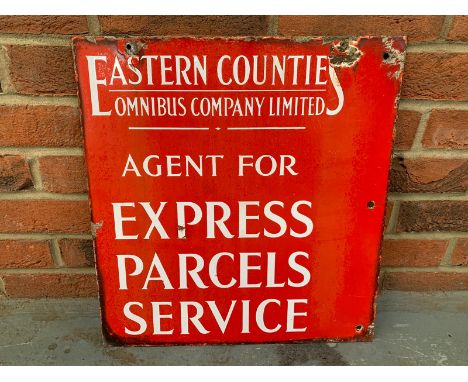 EASTERN COUNTIES
OMNIBUS COMPANY LIMITED
AGENT FOR
EXPRESS
PARCELS
SERVICE